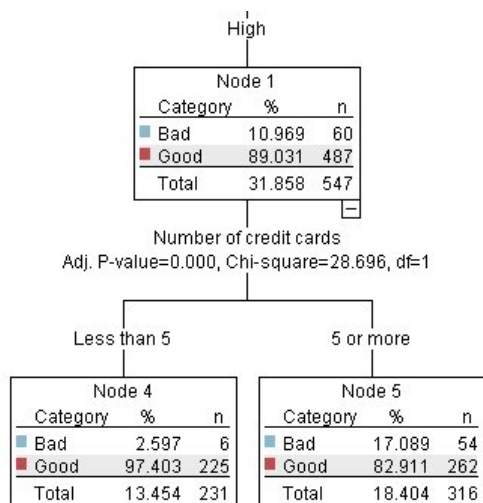 High
Node 1
Category % n
Bad 10.969 60
Good 89.031 487
Total 31.858 547
Number of credit cards
Adj. P-value=0.000, Chi-square=28.696, df=1
Less than 5
5 or more
Node 4
Category % n
Bad 2.597 6
Good 97.403 225
Total 13.454 231
Node 5
Category % n
Bad 17.089 54
Good 82.911 262
Total 18.404 316